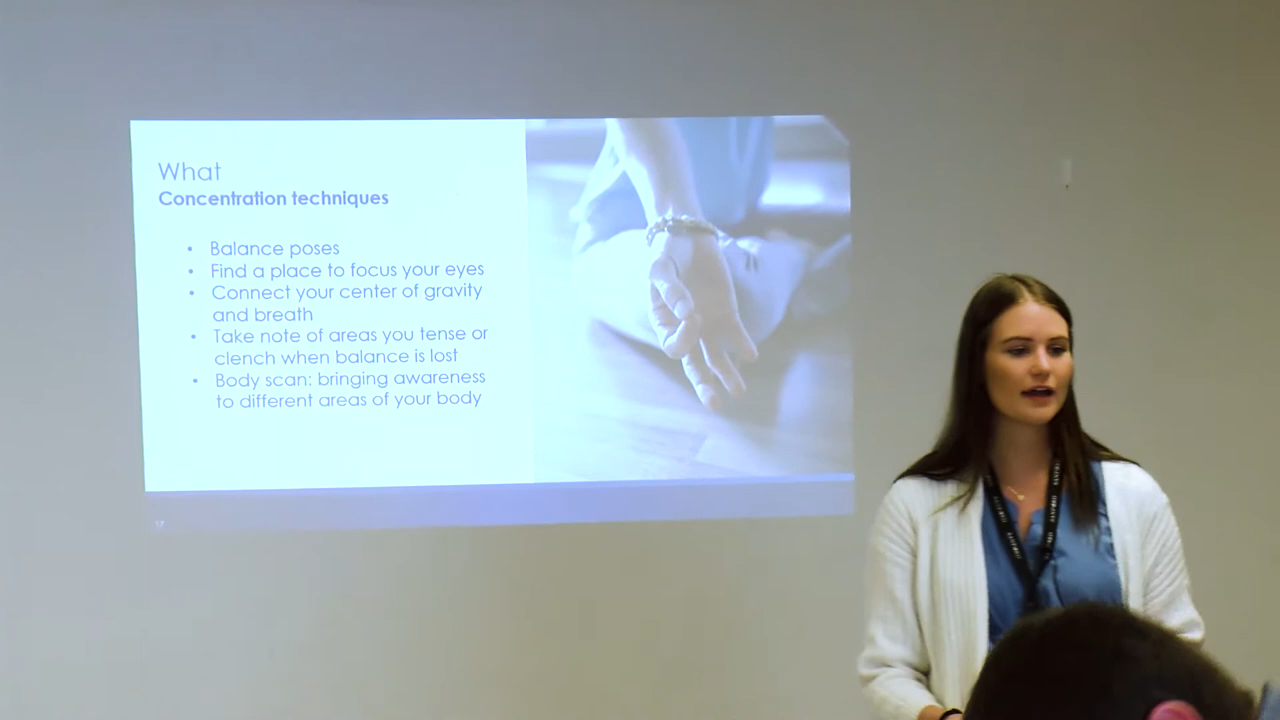 What
Concentration techniques
• Balance poses
• Find a place to focus your eyes
• Connect your center of gravity
and breath
• Take note of areas you tense or
clench when balance is lost
• Body scan: bringing awareness
to different areas of your body